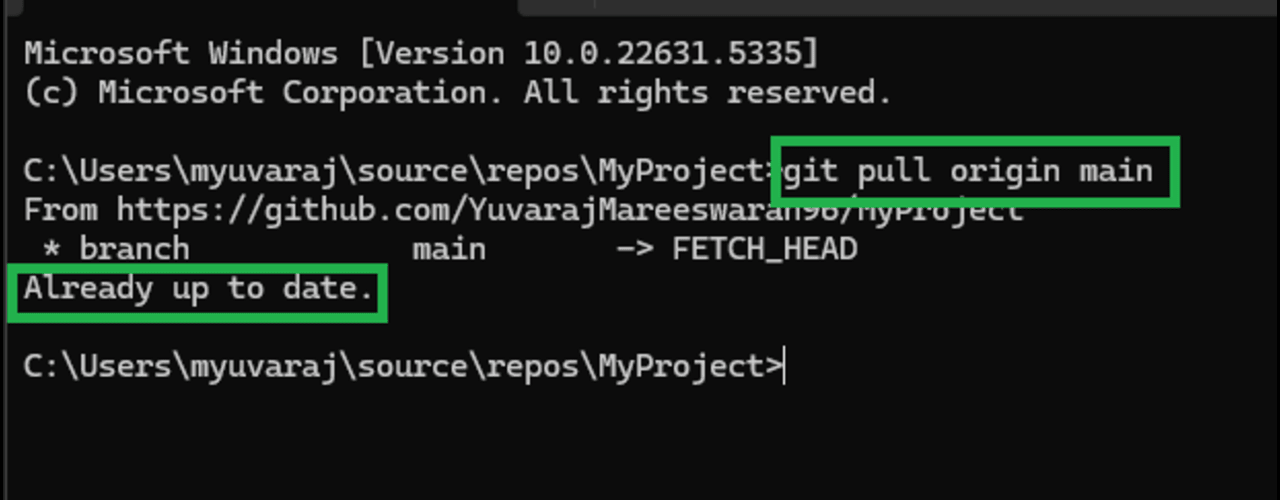 Microsoft Windows [Version 10.0.22631.5335]
(c) Microsoft Corporation. All rights reserved.
C:\Users\myuvaraj\source\repos\MyProject>git pull origin main
From https://github.com/YuvarajMareeswaran96/MyProject
 * branch            main       -> FETCH_HEAD
Already up to date.
C:\Users\myuvaraj\source\repos\MyProject>